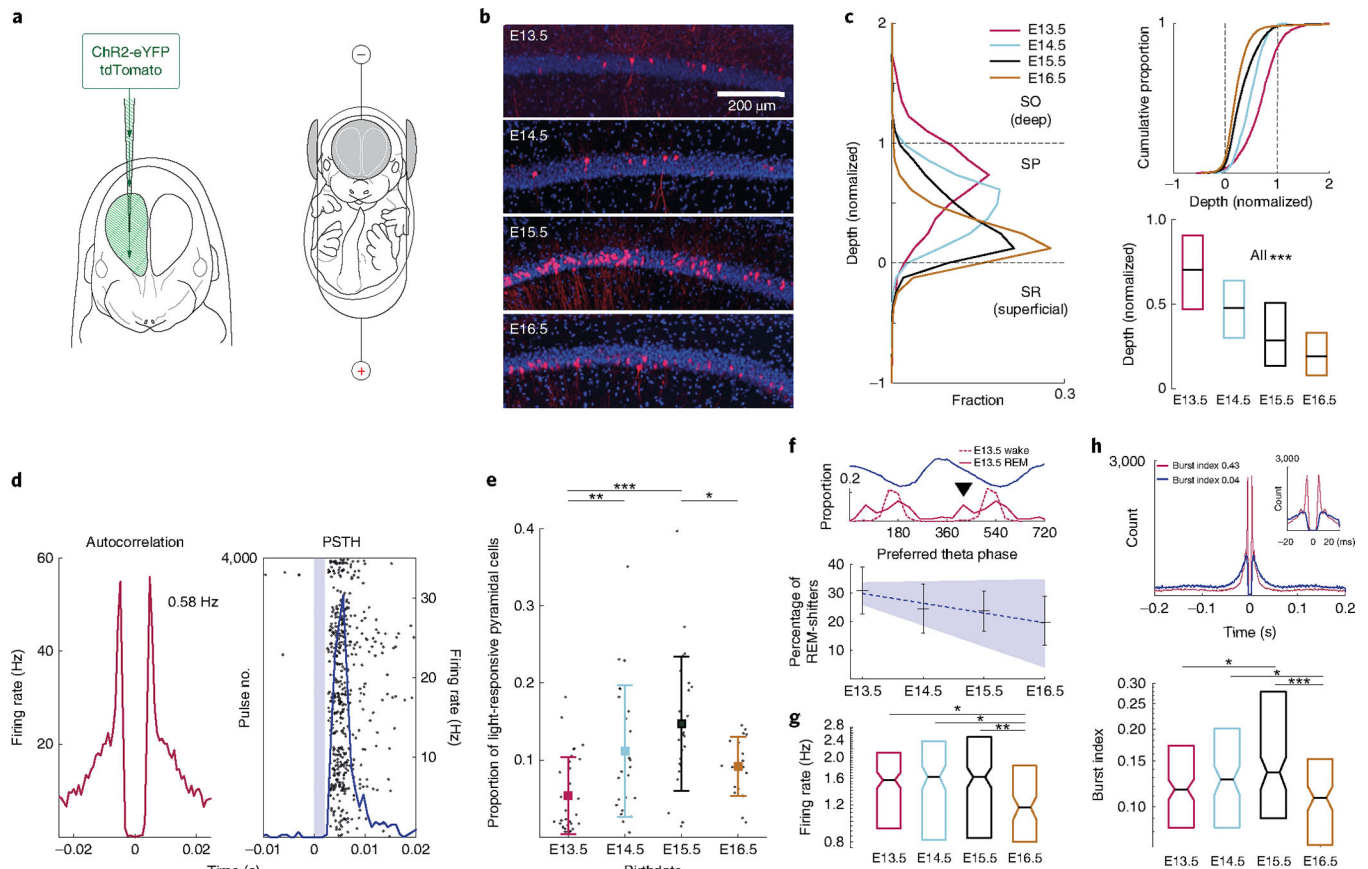 a
ChR2-eYFP
tdTomato
−
+
b
E13.5
200 μm
E14.5
E15.5
E16.5
c
2
1
0
−1
Depth (normalized)
Fraction
0.3
E13.5
E14.5
E15.5
E16.5
SO
(deep)
SP
SR
(superficial)
1
Cumulative proportion
−1 0 1 2
Depth (normalized)
1.0
0.5
0
Depth (normalized)
All ***
E13.5 E14.5 E15.5 E16.5
d
Autocorrelation
60
40
20
Firing rate (Hz)
0.58 Hz
−0.02 0 0.02
PSTH
4,000
Pulse no.
30
20
10
Firing rate (Hz)
−0.01 0 0.01 0.02
Time (s)
e
***
** *
0.4
0.3
0.2
0.1
Proportion of light-responsive pyramidal cells
E13.5 E14.5 E15.5 E16.5
Birthdate
f
E13.5 wake
E13.5 REM
0.2
Proportion
180 360 540 720
Preferred theta phase
40
30
20
10
0
Percentage of
REM-shifters
E13.5 E14.5 E15.5 E16.5
g
*
*
**
2.4
2.0
1.6
1.2
0.8
Firing rate (Hz)
E13.5 E14.5 E15.5 E16.5
h
3,000
Count
Burst index 0.43
Burst index 0.04
3,000
Count
−20 0 20 (ms)
−0.2 −0.1 0 0.1 0.2
Time (s)
*
*
***
0.30
0.20
0.15
0.10
Burst index
E13.5 E14.5 E15.5 E16.5